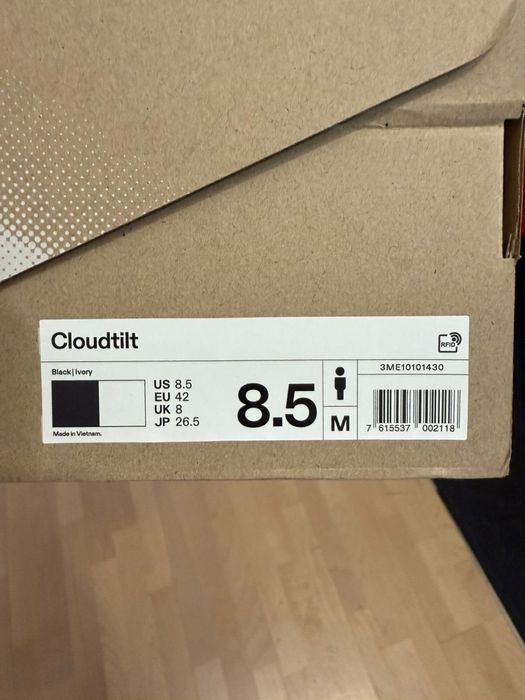 Cloudtilt
RFID
Black | Ivory
US 8.5
EU 42
UK 8
JP 26.5
Made in Vietnam.
8.5
M
3ME10101430
7 615537 002118